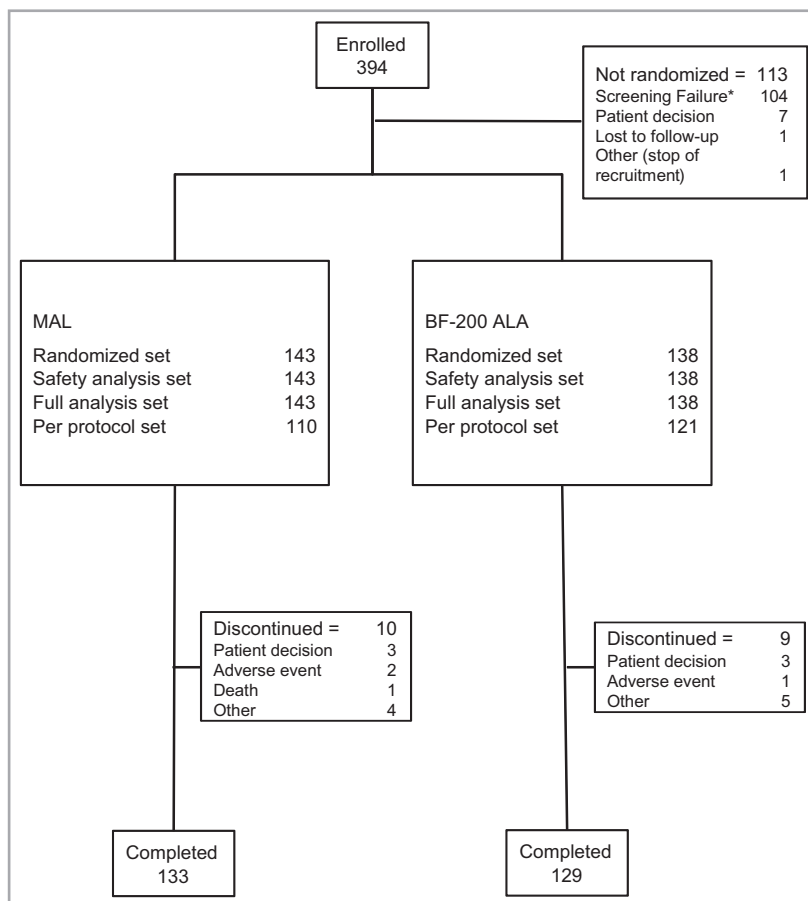 Enrolled
394
Not randomized = 113
Screening Failure* 104
Patient decision 7
Lost to follow-up 1
Other (stop of
recruitment) 1
MAL
Randomized set 143
Safety analysis set 143
Full analysis set 143
Per protocol set 110
BF-200 ALA
Randomized set 138
Safety analysis set 138
Full analysis set 138
Per protocol set 121
Discontinued = 10
Patient decision 3
Adverse event 2
Death 1
Other 4
Discontinued = 9
Patient decision 3
Adverse event 1
Other 5
Completed
133
Completed
129